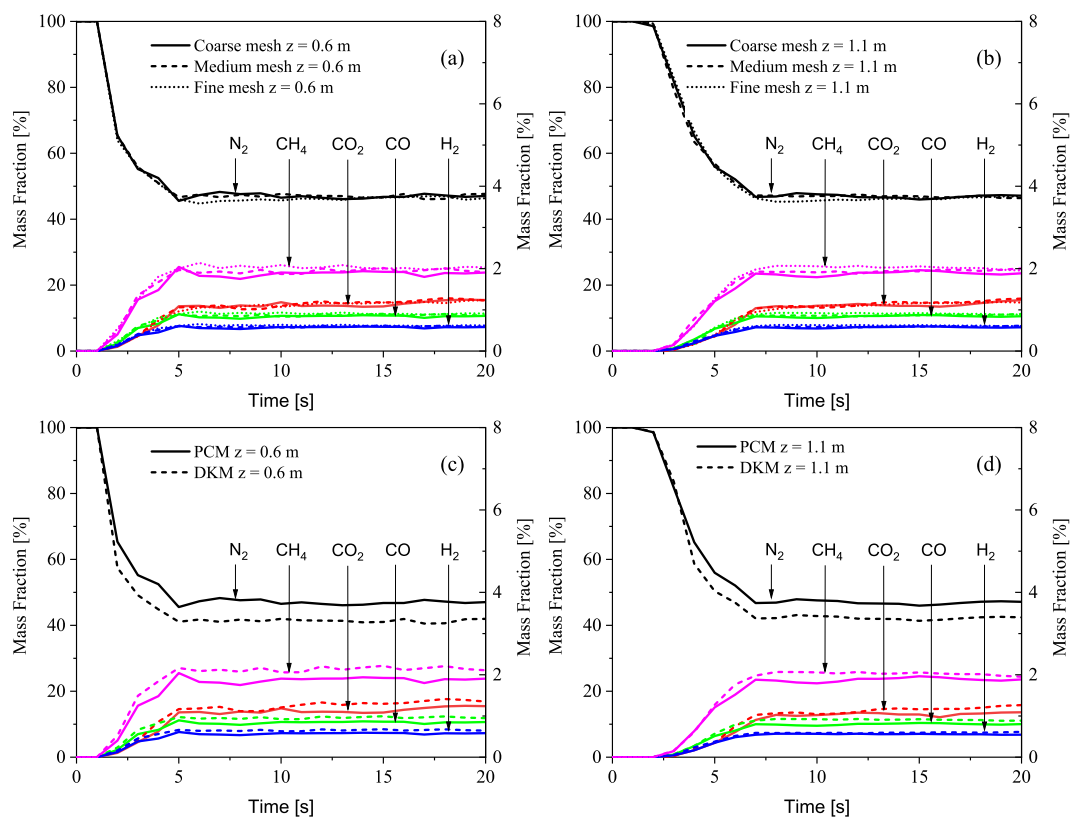 Coarse mesh z = 0.6 m
Medium mesh z = 0.6 m
Fine mesh z = 0.6 m
(a)
N2 CH4 CO2 CO H2
100
80
60
40
20
0
8
6
4
2
0
0 5 10 15 20
Mass Fraction [%]
Mass Fraction [%]
Time [s]
Coarse mesh z = 1.1 m
Medium mesh z = 1.1 m
Fine mesh z = 1.1 m
(b)
N2 CH4 CO2 CO H2
100
80
60
40
20
0
8
6
4
2
0
0 5 10 15 20
Mass Fraction [%]
Mass Fraction [%]
Time [s]
PCM z = 0.6 m
DKM z = 0.6 m
(c)
N2 CH4 CO2 CO H2
100
80
60
40
20
0
8
6
4
2
0
0 5 10 15 20
Mass Fraction [%]
Mass Fraction [%]
Time [s]
PCM z = 1.1 m
DKM z = 1.1 m
(d)
N2 CH4 CO2 CO H2
100
80
60
40
20
0
8
6
4
2
0
0 5 10 15 20
Mass Fraction [%]
Mass Fraction [%]
Time [s]